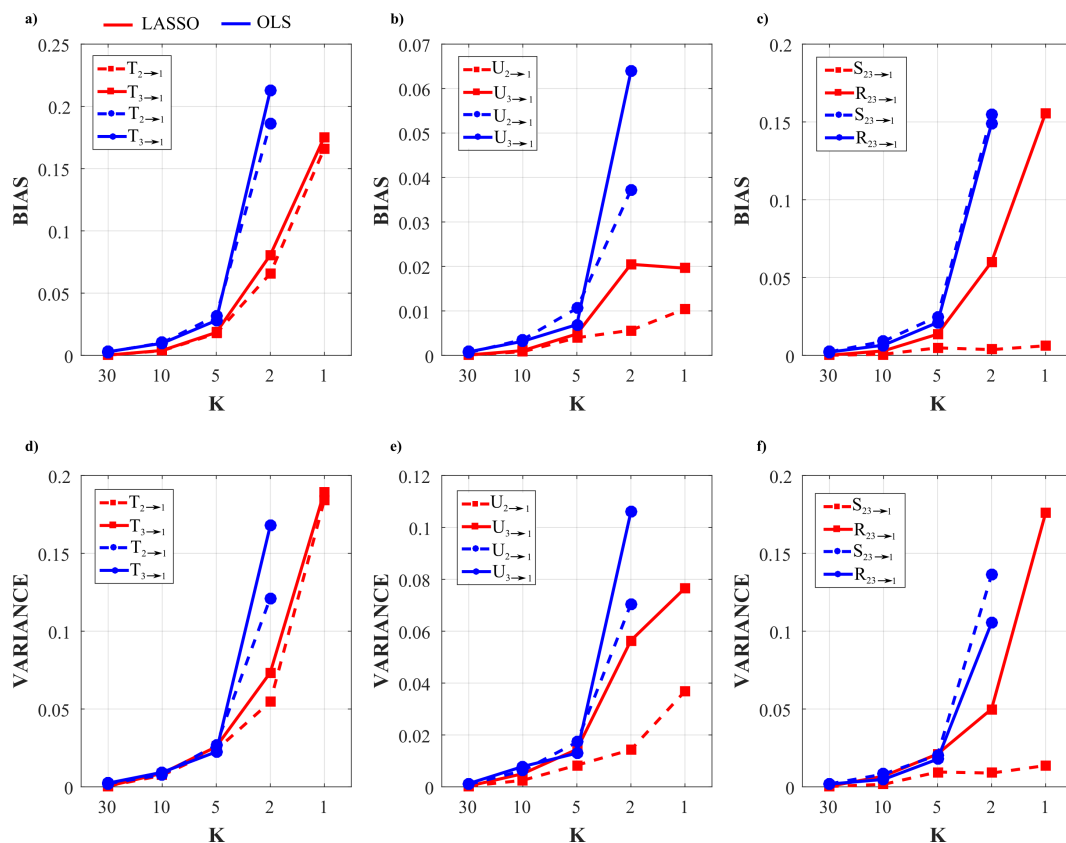 a)
LASSO
OLS
b)
c)
0.25
0.2
0.15
0.1
0.05
0
BIAS
T2→1
T3→1
T2→1
T3→1
30 10 5 2 1
K
0.07
0.06
0.05
0.04
0.03
0.02
0.01
0
BIAS
U2→1
U3→1
U2→1
U3→1
30 10 5 2 1
K
0.2
0.15
0.1
0.05
0
BIAS
S23→1
R23→1
S23→1
R23→1
30 10 5 2 1
K
d)
e)
f)
0.2
0.15
0.1
0.05
0
VARIANCE
T2→1
T3→1
T2→1
T3→1
30 10 5 2 1
K
0.12
0.1
0.08
0.06
0.04
0.02
0
VARIANCE
U2→1
U3→1
U2→1
U3→1
30 10 5 2 1
K
0.2
0.15
0.1
0.05
0
VARIANCE
S23→1
R23→1
S23→1
R23→1
30 10 5 2 1
K